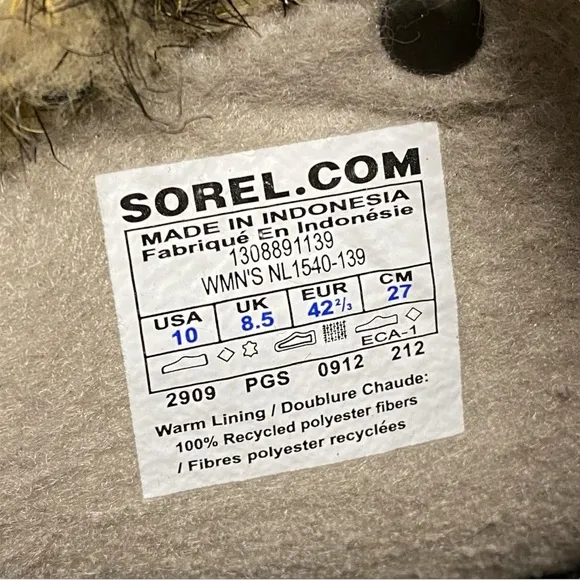 SOREL.COM
MADE IN INDONESIA
Fabriqué En Indonésie
1308891139
WMN'S NL1540-139
USA UK EUR CM
10 8.5 42²/₃ 27
ECA-1
2909 PGS 0912 212
Warm Lining / Doublure Chaude:
100% Recycled polyester fibers
/ Fibres polyester recyclées